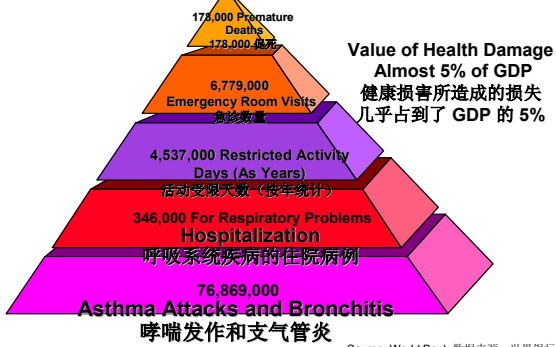 178,000 Premature
Deaths
178,000
6,779,000
Emergency Room Visits
急诊数量
4,537,000 Restricted Activity
Days (As Years)
活动受限天数（按年统计）
346,000 For Respiratory Problems
Hospitalization
呼吸系统疾病的住院病例
76,869,000
Asthma Attacks and Bronchitis
哮喘发作和支气管炎
Value of Health Damage
Almost 5% of GDP
健康损害所造成的损失
几乎占到了 GDP 的 5%
Source: World Bank 数据来源